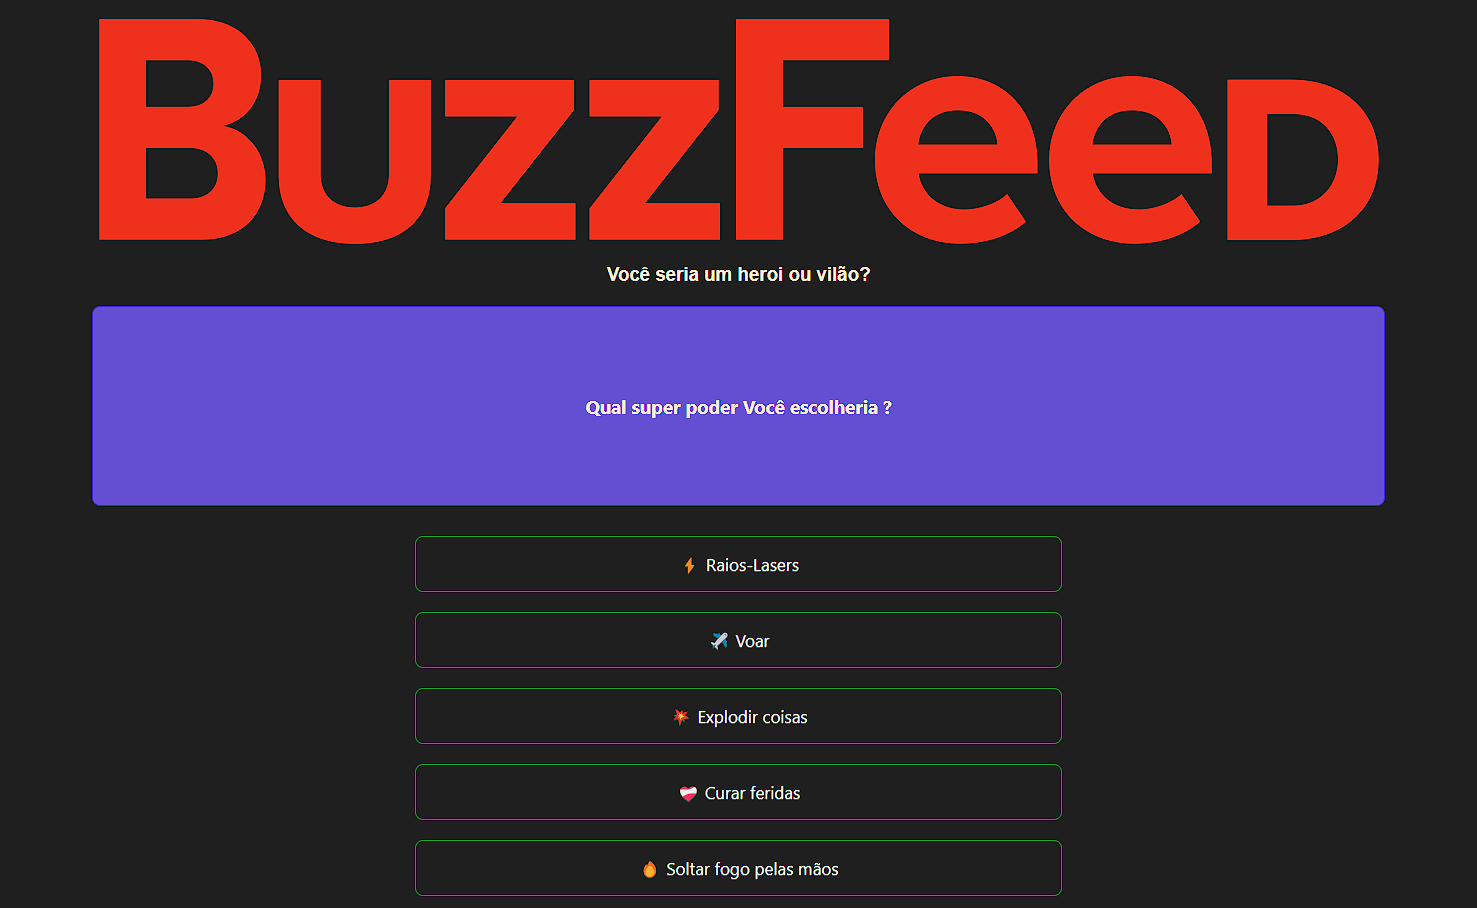 BuzzFeed
Você seria um heroi ou vilão?
Qual super poder Você escolheria ?
⚡ Raios-Lasers
✈️ Voar
💥 Explodir coisas
❤️‍🩹 Curar feridas
🔥 Soltar fogo pelas mãos